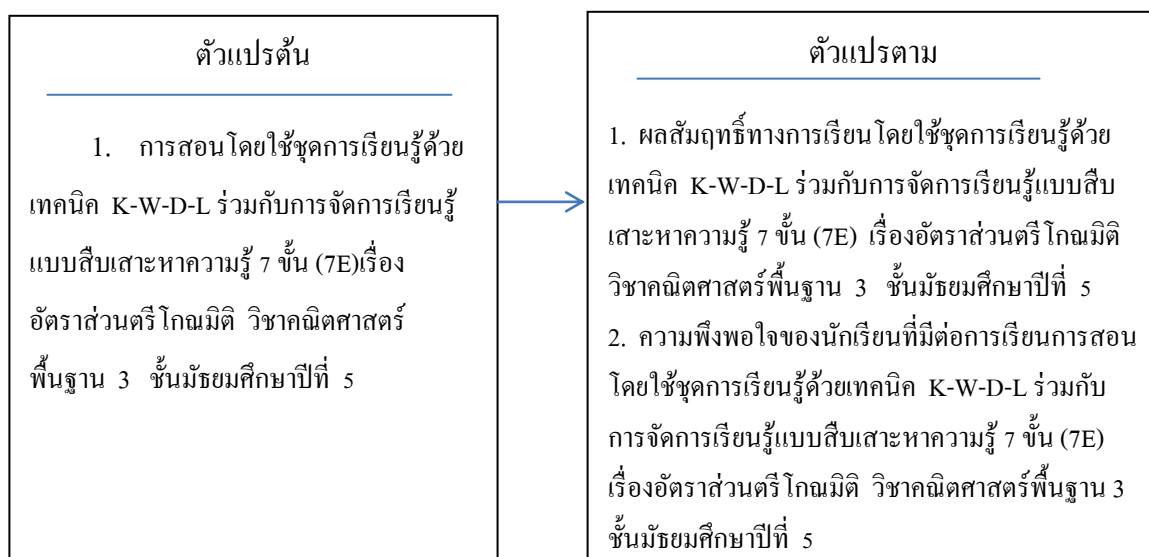 ตัวแปรต้น
1. การสอนโดยใช้ชุดการเรียนรู้ด้วย
เทคนิค K-W-D-L ร่วมกับการจัดการเรียนรู้
แบบสืบเสาะหาความรู้ 7 ขั้น (7E)เรื่อง
อัตราส่วนตรีโกณมิติ วิชาคณิตศาสตร์
พื้นฐาน 3 ชั้นมัธยมศึกษาปีที่ 5
ตัวแปรตาม
1. ผลสัมฤทธิ์ทางการเรียนโดยใช้ชุดการเรียนรู้ด้วย
เทคนิค K-W-D-L ร่วมกับการจัดการเรียนรู้แบบสืบ
เสาะหาความรู้ 7 ขั้น (7E) เรื่องอัตราส่วนตรีโกณมิติ
วิชาคณิตศาสตร์พื้นฐาน 3 ชั้นมัธยมศึกษาปีที่ 5
2. ความพึงพอใจของนักเรียนที่มีต่อการเรียนการสอน
โดยใช้ชุดการเรียนรู้ด้วยเทคนิค K-W-D-L ร่วมกับ
การจัดการเรียนรู้แบบสืบเสาะหาความรู้ 7 ขั้น (7E)
เรื่องอัตราส่วนตรีโกณมิติ วิชาคณิตศาสตร์พื้นฐาน 3
ชั้นมัธยมศึกษาปีที่ 5